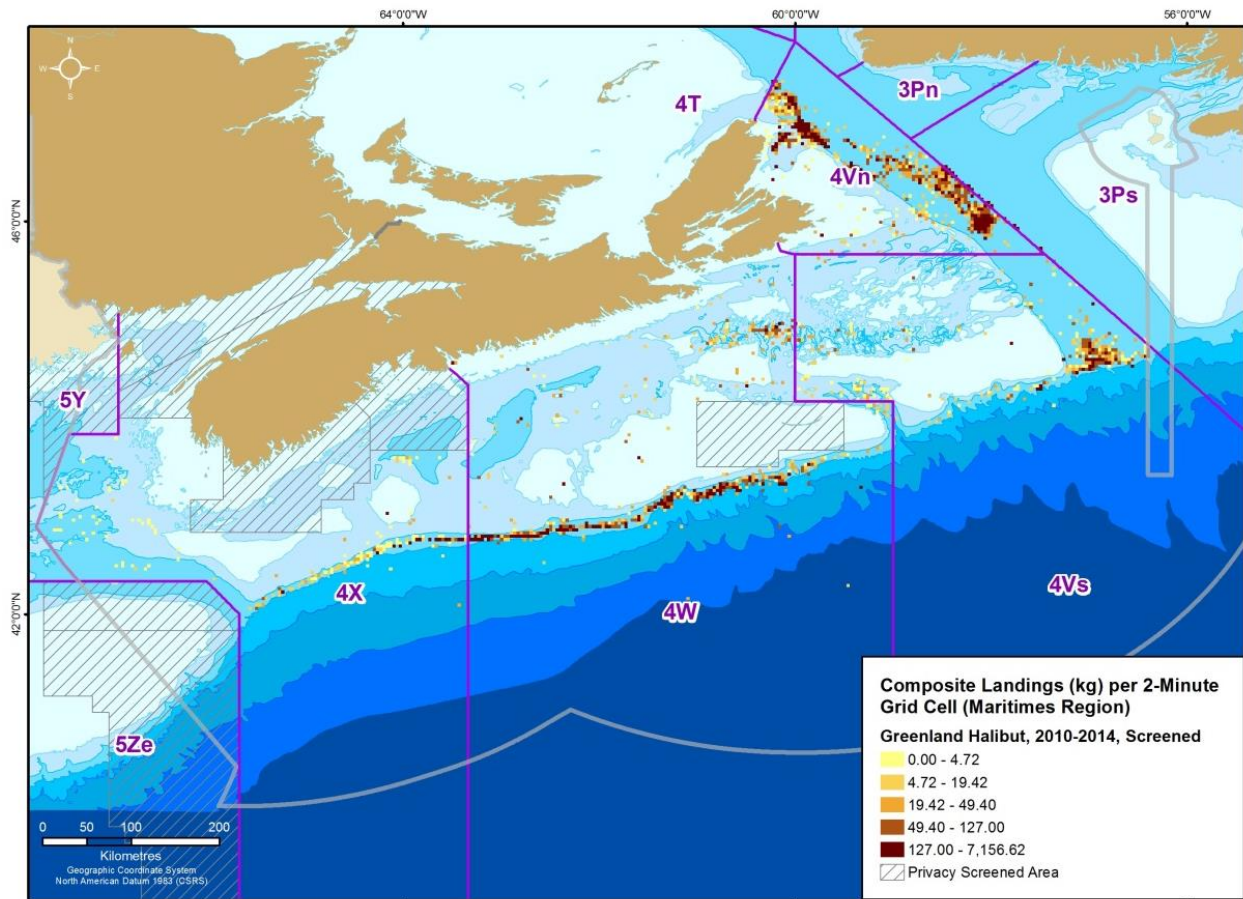 64°0'0"W
60°0'0"W
56°0'0"W
N
W
E
S
3Pn
4T
4Vn
3Ps
46°0'0"N
5Y
4X
4W
4Vs
42°0'0"N
5Ze
0 50 100 200
Kilometres
Geographic Coordinate System
North American Datum 1983 (CSRS)
Composite Landings (kg) per 2-Minute
Grid Cell (Maritimes Region)
Greenland Halibut, 2010-2014, Screened
0.00 - 4.72
4.72 - 19.42
19.42 - 49.40
49.40 - 127.00
127.00 - 7,156.62
Privacy Screened Area